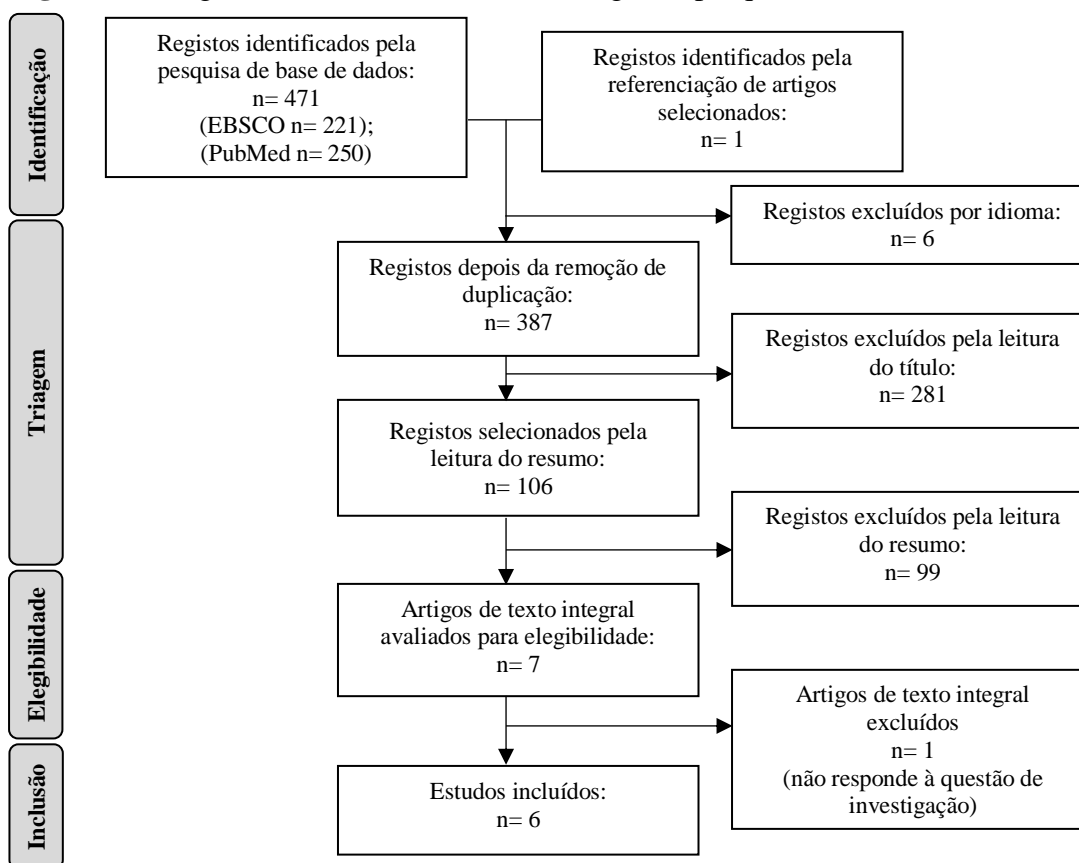 Identificação
Registos identificados pela
pesquisa de base de dados:
n= 471
(EBSCO n= 221);
(PubMed n= 250)
Registos identificados pela
referenciação de artigos
selecionados:
n= 1
Registos excluídos por idioma:
n= 6
Triagem
Registos depois da remoção de
duplicação:
n= 387
Registos excluídos pela leitura
do título:
n= 281
Registos selecionados pela
leitura do resumo:
n= 106
Registos excluídos pela leitura
do resumo:
n= 99
Elegibilidade
Artigos de texto integral
avaliados para elegibilidade:
n= 7
Artigos de texto integral
excluídos
n= 1
(não responde à questão de
investigação)
Inclusão
Estudos incluídos:
n= 6